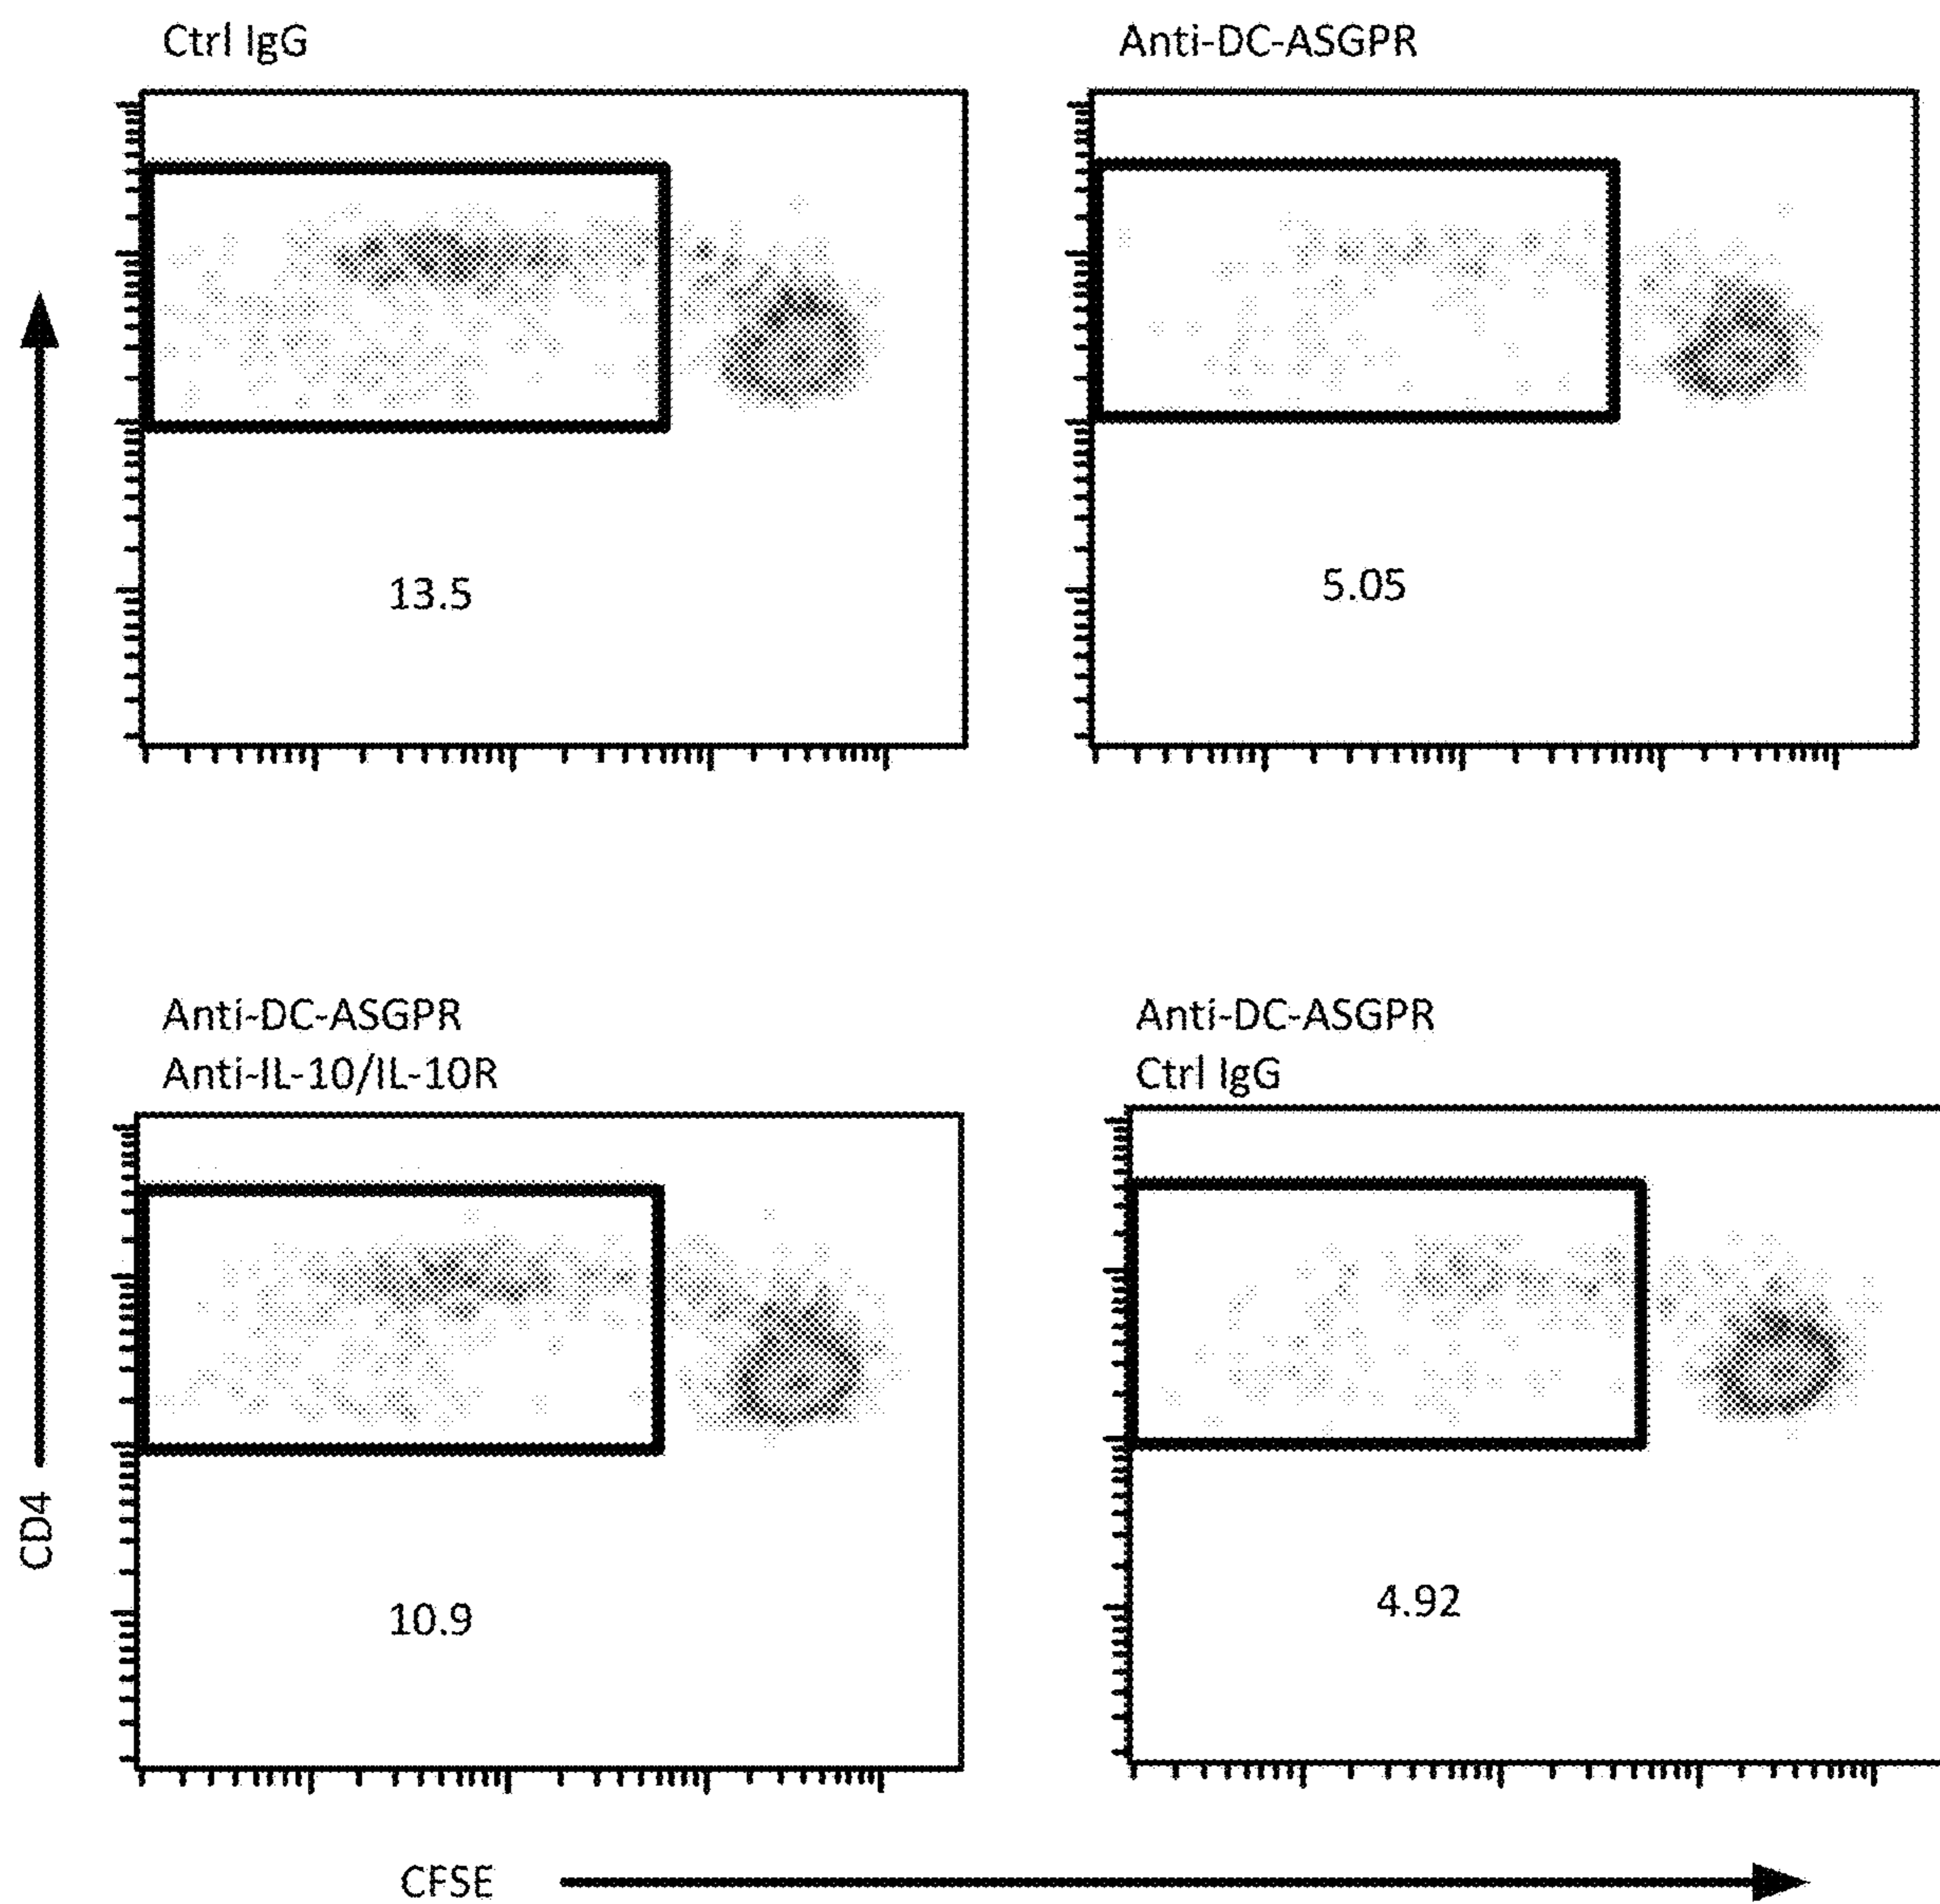 Ctrl IgG
Anti-DC-ASGPR
13.5
5.05
Anti-DC-ASGPR
Anti-IL-10/IL-10R
Anti-DC-ASGPR
Ctrl IgG
10.9
4.92
CD4
CFSE